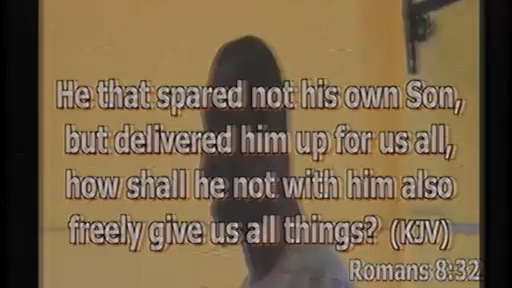 He that spared not his own Son,
but delivered him up for us all,
how shall he not with him also
freely give us all things? (KJV)
Romans 8:32